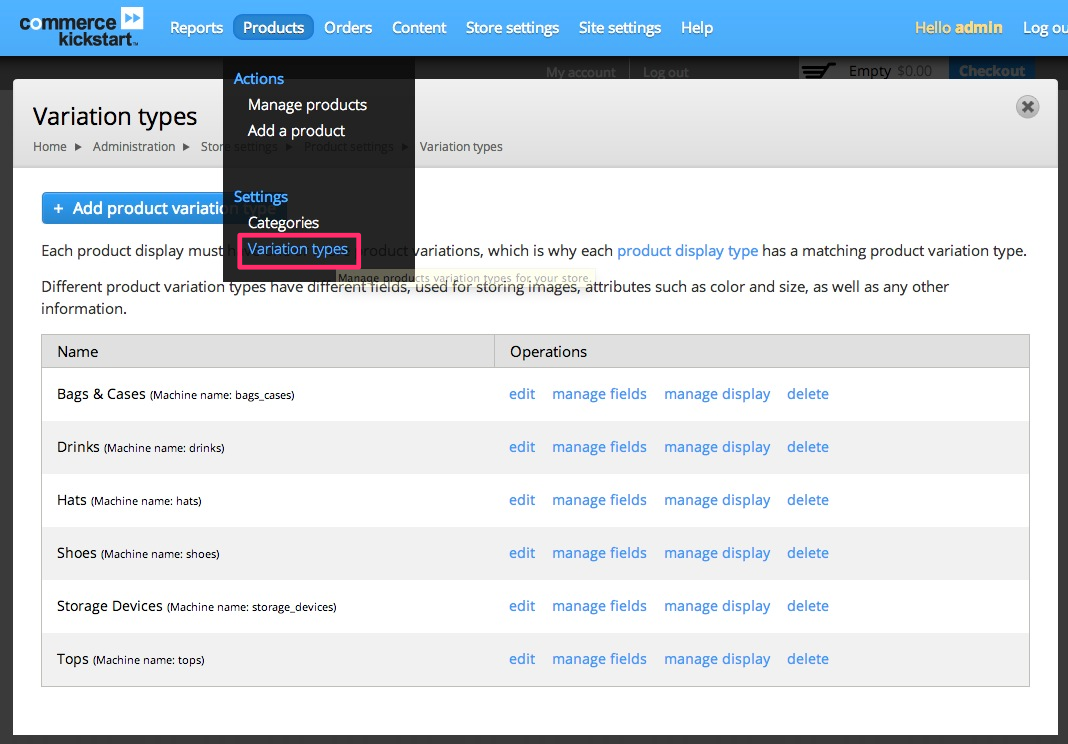 commerce kickstart™
Reports Products Orders Content Store settings Site settings Help Hello admin Log ou
My account Log out Empty $0.00 Checkout
Actions
Manage products
Add a product
Settings
Categories
Variation types
Manage products variation types for your store.
Variation types
Home ▶ Administration ▶ Store settings ▶ Product settings ▶ Variation types
+ Add product variation type
Each product display must product variations, which is why each product display type has a matching product variation type.
Different product variation types have different fields, used for storing images, attributes such as color and size, as well as any other
information.
Name Operations
Bags & Cases (Machine name: bags_cases) edit manage fields manage display delete
Drinks (Machine name: drinks) edit manage fields manage display delete
Hats (Machine name: hats) edit manage fields manage display delete
Shoes (Machine name: shoes) edit manage fields manage display delete
Storage Devices (Machine name: storage_devices) edit manage fields manage display delete
Tops (Machine name: tops) edit manage fields manage display delete